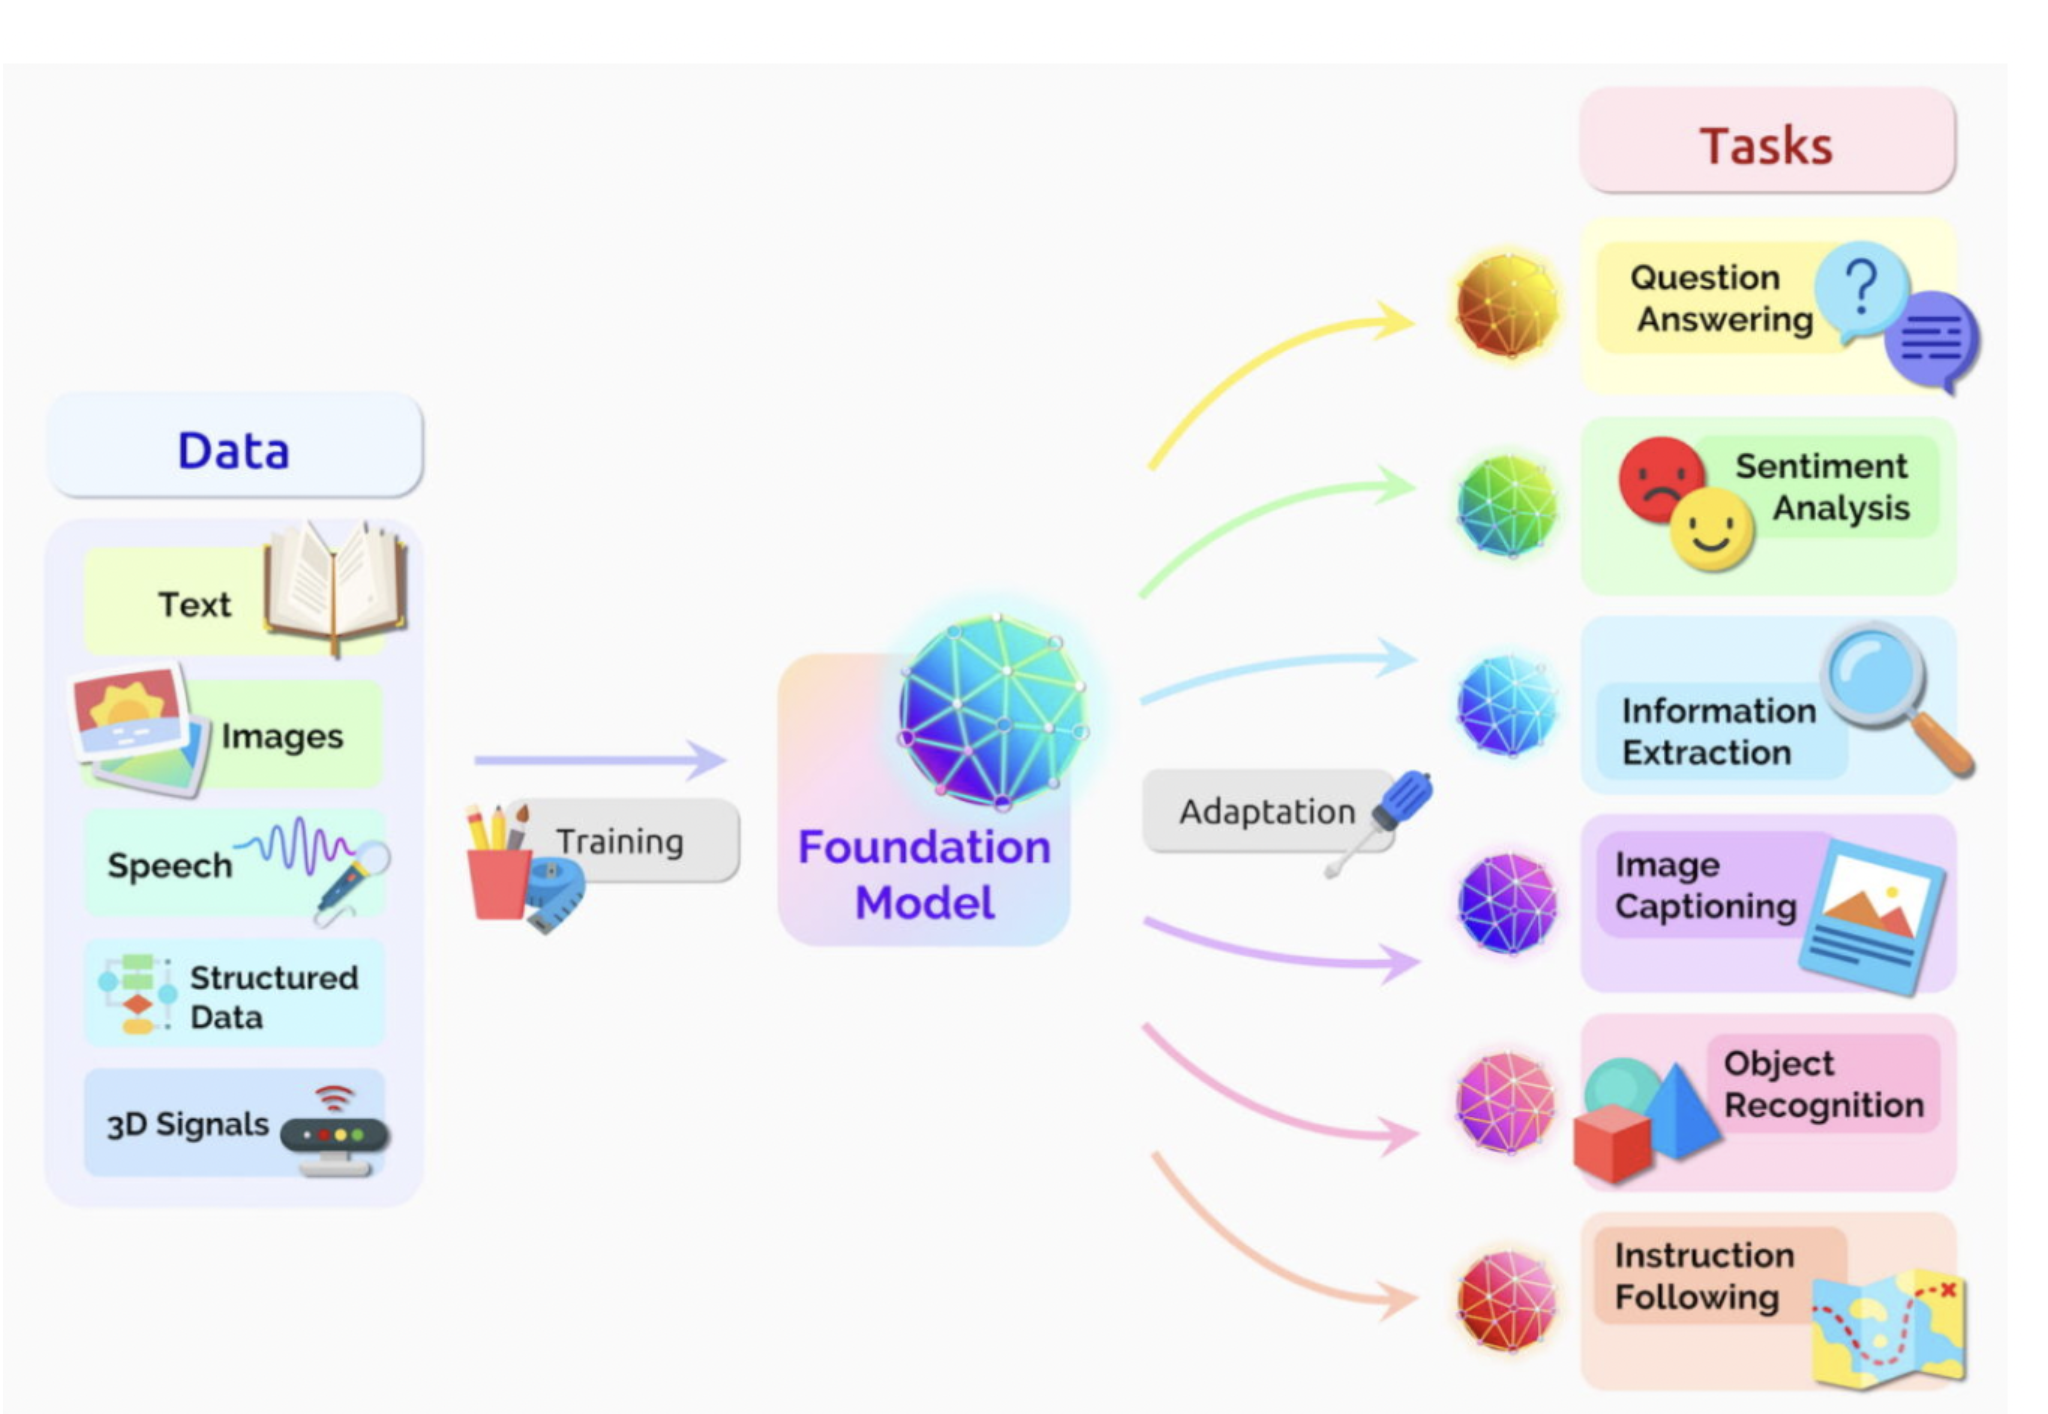 Data
Text
Images
Speech
Structured
Data
3D Signals
Training
Foundation
Model
Adaptation
Tasks
Question
Answering
?
Sentiment
Analysis
Information
Extraction
Image
Captioning
Object
Recognition
Instruction
Following